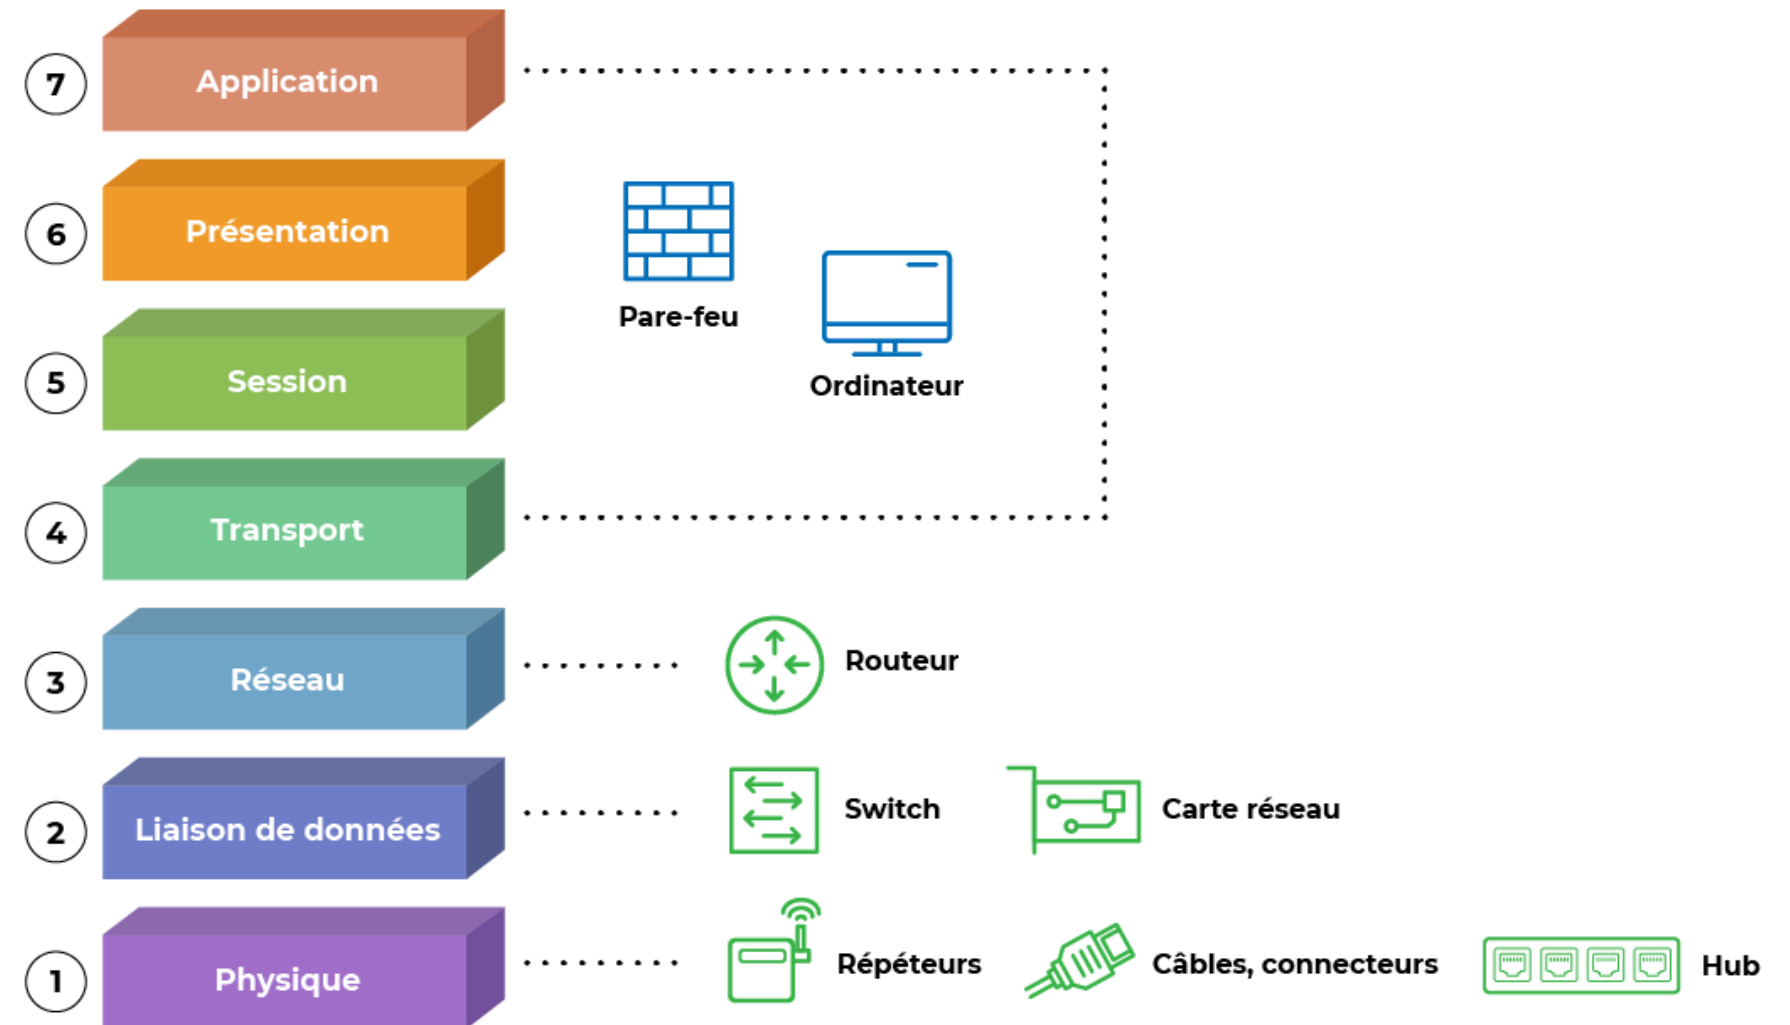 7
Application
6
Présentation
Pare-feu
Ordinateur
5
Session
4
Transport
3
Réseau
Routeur
2
Liaison de données
Switch
Carte réseau
1
Physique
Répéteurs
Câbles, connecteurs
Hub